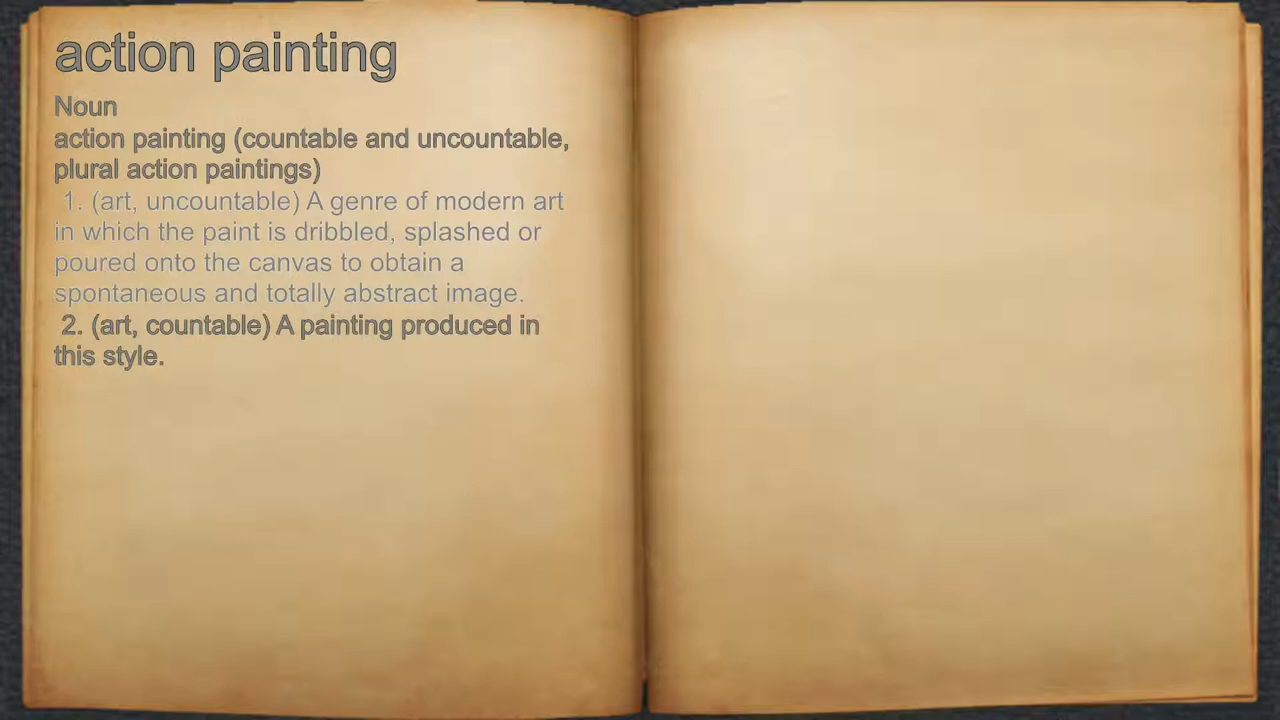 action painting
Noun
action painting (countable and uncountable,
plural action paintings)
1. (art, uncountable) A genre of modern art
in which the paint is dribbled, splashed or
poured onto the canvas to obtain a
spontaneous and totally abstract image.
2. (art, countable) A painting produced in
this style.